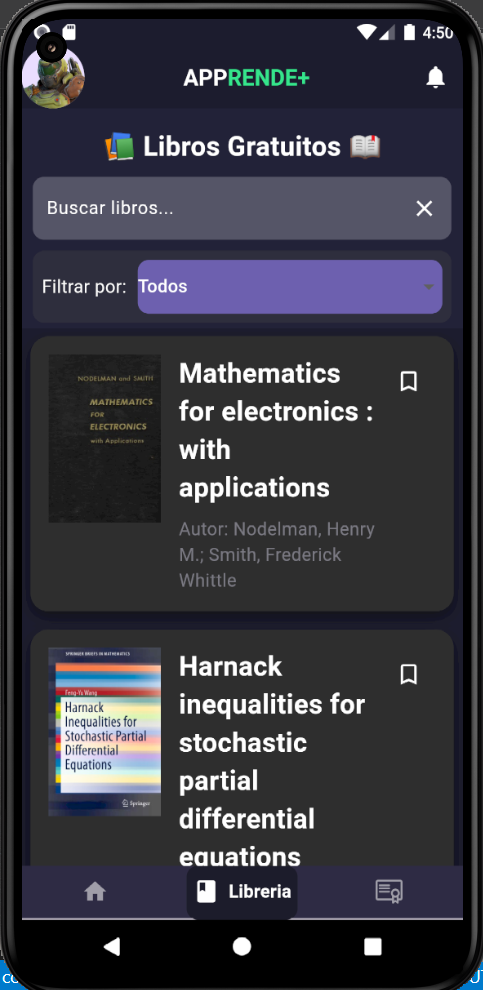 4:50
APPRENDE+
Libros Gratuitos
Buscar libros...
Filtrar por: Todos
NODELMAN and SMITH
MATHEMATICS
FOR
ELECTRONICS
with Applications
Mathematics
for electronics :
with
applications
Autor: Nodelman, Henry
M.; Smith, Frederick
Whittle
SPRINGER BRIEFS IN MATHEMATICS
Feng-Yu Wang
Harnack
Inequalities for
Stochastic Partial
Differential
Equations
Springer
Harnack
inequalities for
stochastic
partial
differential
equations
Libreria